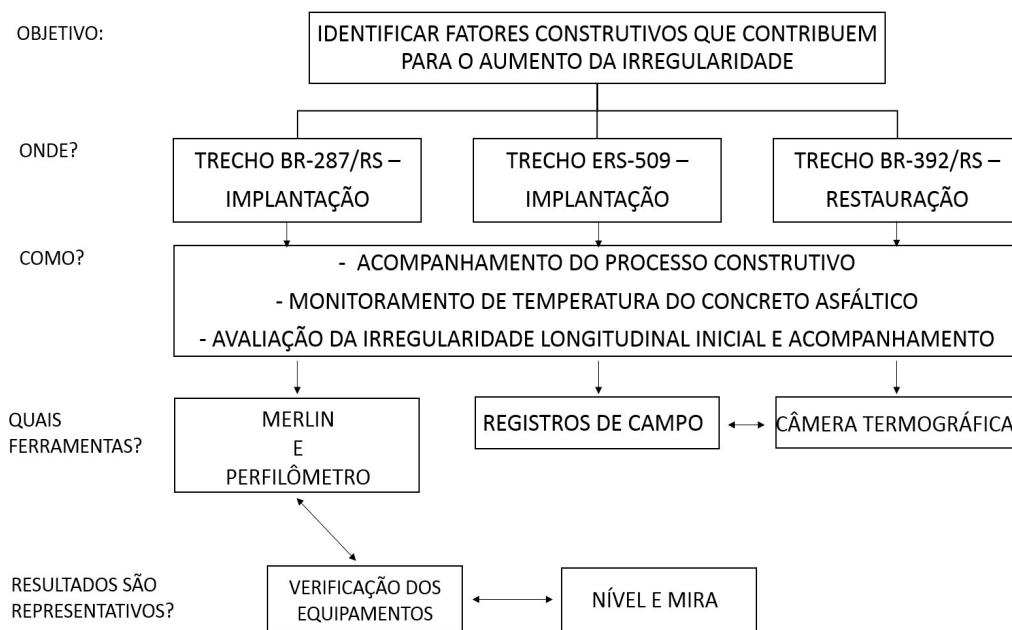 OBJETIVO:
IDENTIFICAR FATORES CONSTRUTIVOS QUE CONTRIBUEM
PARA O AUMENTO DA IRREGULARIDADE
ONDE?
TRECHO BR-287/RS –
IMPLANTAÇÃO
TRECHO ERS-509 –
IMPLANTAÇÃO
TRECHO BR-392/RS –
RESTAURAÇÃO
COMO?
- ACOMPANHAMENTO DO PROCESSO CONSTRUTIVO
- MONITORAMENTO DE TEMPERATURA DO CONCRETO ASFÁLTICO
- AVALIAÇÃO DA IRREGULARIDADE LONGITUDINAL INICIAL E ACOMPANHAMENTO
QUAIS
FERRAMENTAS?
MERLIN
E
PERFILÔMETRO
REGISTROS DE CAMPO
CÂMERA TERMOGRÁFICA
RESULTADOS SÃO
REPRESENTATIVOS?
VERIFICAÇÃO DOS
EQUIPAMENTOS
NÍVEL E MIRA